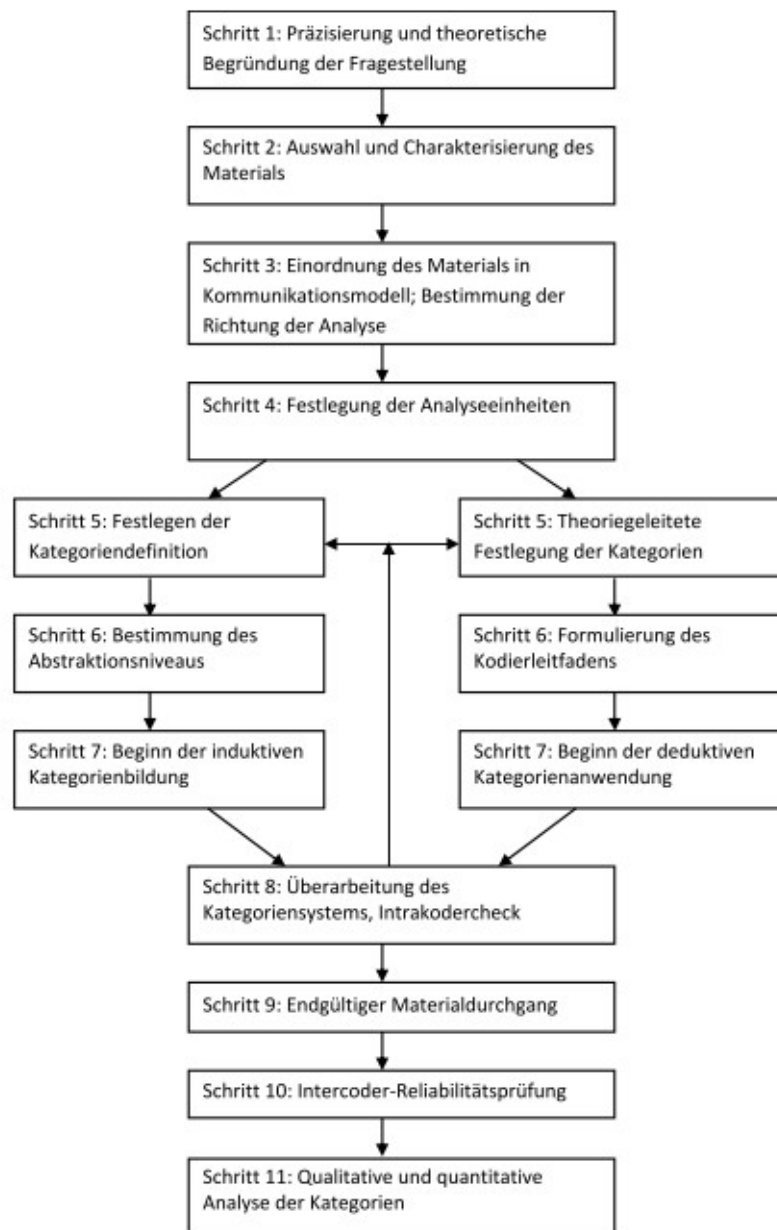 Schritt 1: Präzisierung und theoretische
Begründung der Fragestellung
Schritt 2: Auswahl und Charakterisierung des
Materials
Schritt 3: Einordnung des Materials in
Kommunikationsmodell; Bestimmung der
Richtung der Analyse
Schritt 4: Festlegung der Analyseeinheiten
Schritt 5: Festlegen der
Kategoriendefinition
Schritt 5: Theoriegeleitete
Festlegung der Kategorien
Schritt 6: Bestimmung des
Abstraktionsniveaus
Schritt 6: Formulierung des
Kodierleitfadens
Schritt 7: Beginn der induktiven
Kategorienbildung
Schritt 7: Beginn der deduktiven
Kategorienanwendung
Schritt 8: Überarbeitung des
Kategoriensystems, Intrakodercheck
Schritt 9: Endgültiger Materialdurchgang
Schritt 10: Intercoder-Reliabilitätsprüfung
Schritt 11: Qualitative und quantitative
Analyse der Kategorien